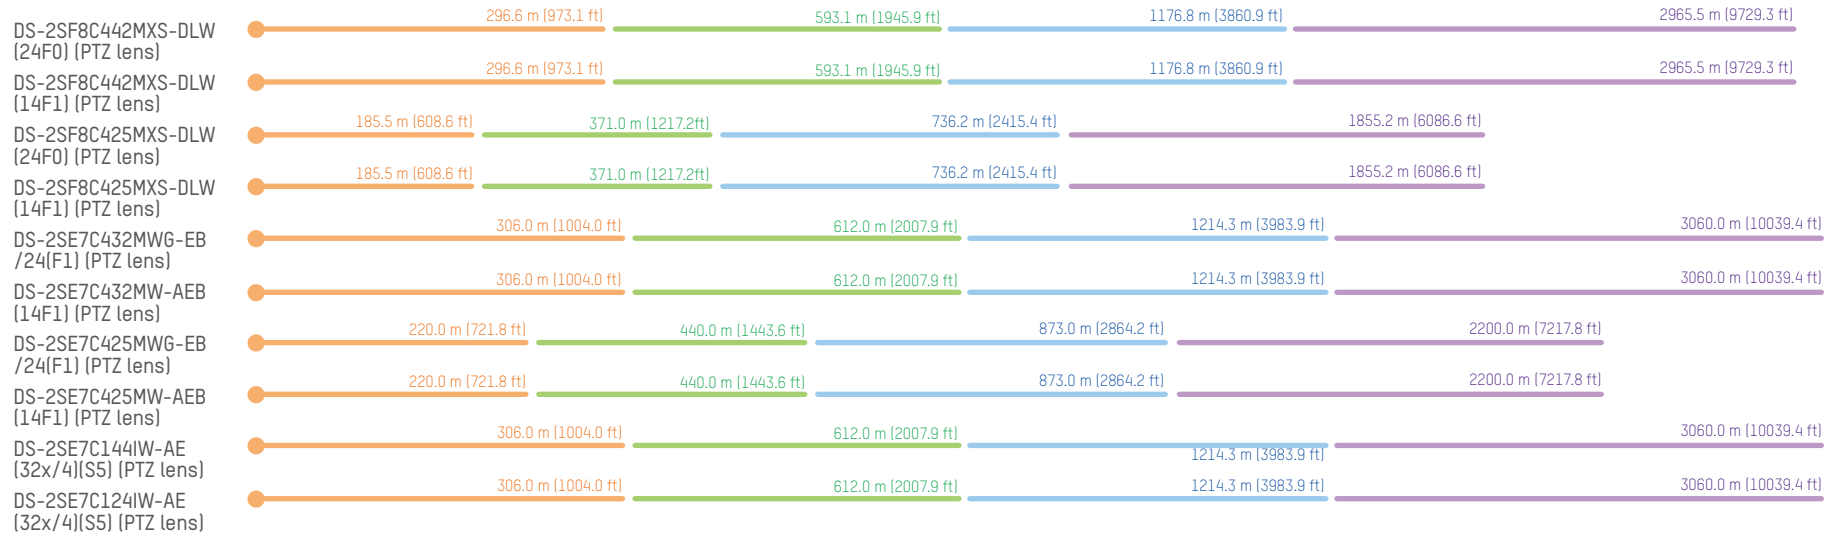 296.6 m (973.1 ft) 593.1 m (1945.9 ft) 1176.8 m (3860.9 ft) 2965.5 m (9729.3 ft)
DS-2SF8C442MXS-DLW
(24F0) (PTZ lens)
296.6 m (973.1 ft) 593.1 m (1945.9 ft) 1176.8 m (3860.9 ft) 2965.5 m (9729.3 ft)
DS-2SF8C442MXS-DLW
(14F1) (PTZ lens)
185.5 m (608.6 ft) 371.0 m (1217.2ft) 736.2 m (2415.4 ft) 1855.2 m (6086.6 ft)
DS-2SF8C425MXS-DLW
(24F0) (PTZ lens)
185.5 m (608.6 ft) 371.0 m (1217.2ft) 736.2 m (2415.4 ft) 1855.2 m (6086.6 ft)
DS-2SF8C425MXS-DLW
(14F1) (PTZ lens)
306.0 m (1004.0 ft) 612.0 m (2007.9 ft) 1214.3 m (3983.9 ft) 3060.0 m (10039.4 ft)
DS-2SE7C432MWG-EB
/24(F1) (PTZ lens)
306.0 m (1004.0 ft) 612.0 m (2007.9 ft) 1214.3 m (3983.9 ft) 3060.0 m (10039.4 ft)
DS-2SE7C432MW-AEB
(14F1) (PTZ lens)
220.0 m (721.8 ft) 440.0 m (1443.6 ft) 873.0 m (2864.2 ft) 2200.0 m (7217.8 ft)
DS-2SE7C425MWG-EB
/24(F1) (PTZ lens)
220.0 m (721.8 ft) 440.0 m (1443.6 ft) 873.0 m (2864.2 ft) 2200.0 m (7217.8 ft)
DS-2SE7C425MW-AEB
(14F1) (PTZ lens)
306.0 m (1004.0 ft) 612.0 m (2007.9 ft) 3060.0 m (10039.4 ft)
DS-2SE7C144IW-AE
1214.3 m (3983.9 ft)
(32x/4)(S5) (PTZ lens)
306.0 m (1004.0 ft) 612.0 m (2007.9 ft) 1214.3 m (3983.9 ft) 3060.0 m (10039.4 ft)
DS-2SE7C124IW-AE
(32x/4)(S5) (PTZ lens)